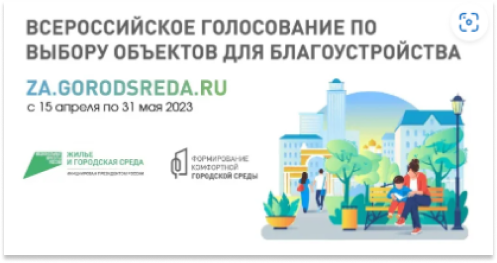 ВСЕРОССИЙСКОЕ ГОЛОСОВАНИЕ ПО
ВЫБОРУ ОБЪЕКТОВ ДЛЯ БЛАГОУСТРОЙСТВА
ZA.GORODSREDA.RU
с 15 апреля по 31 мая 2023
ЖИЛЬЕ
И ГОРОДСКАЯ СРЕДА
ФОРМИРОВАНИЕ
КОМФОРТНОЙ
ГОРОДСКОЙ СРЕДЫ